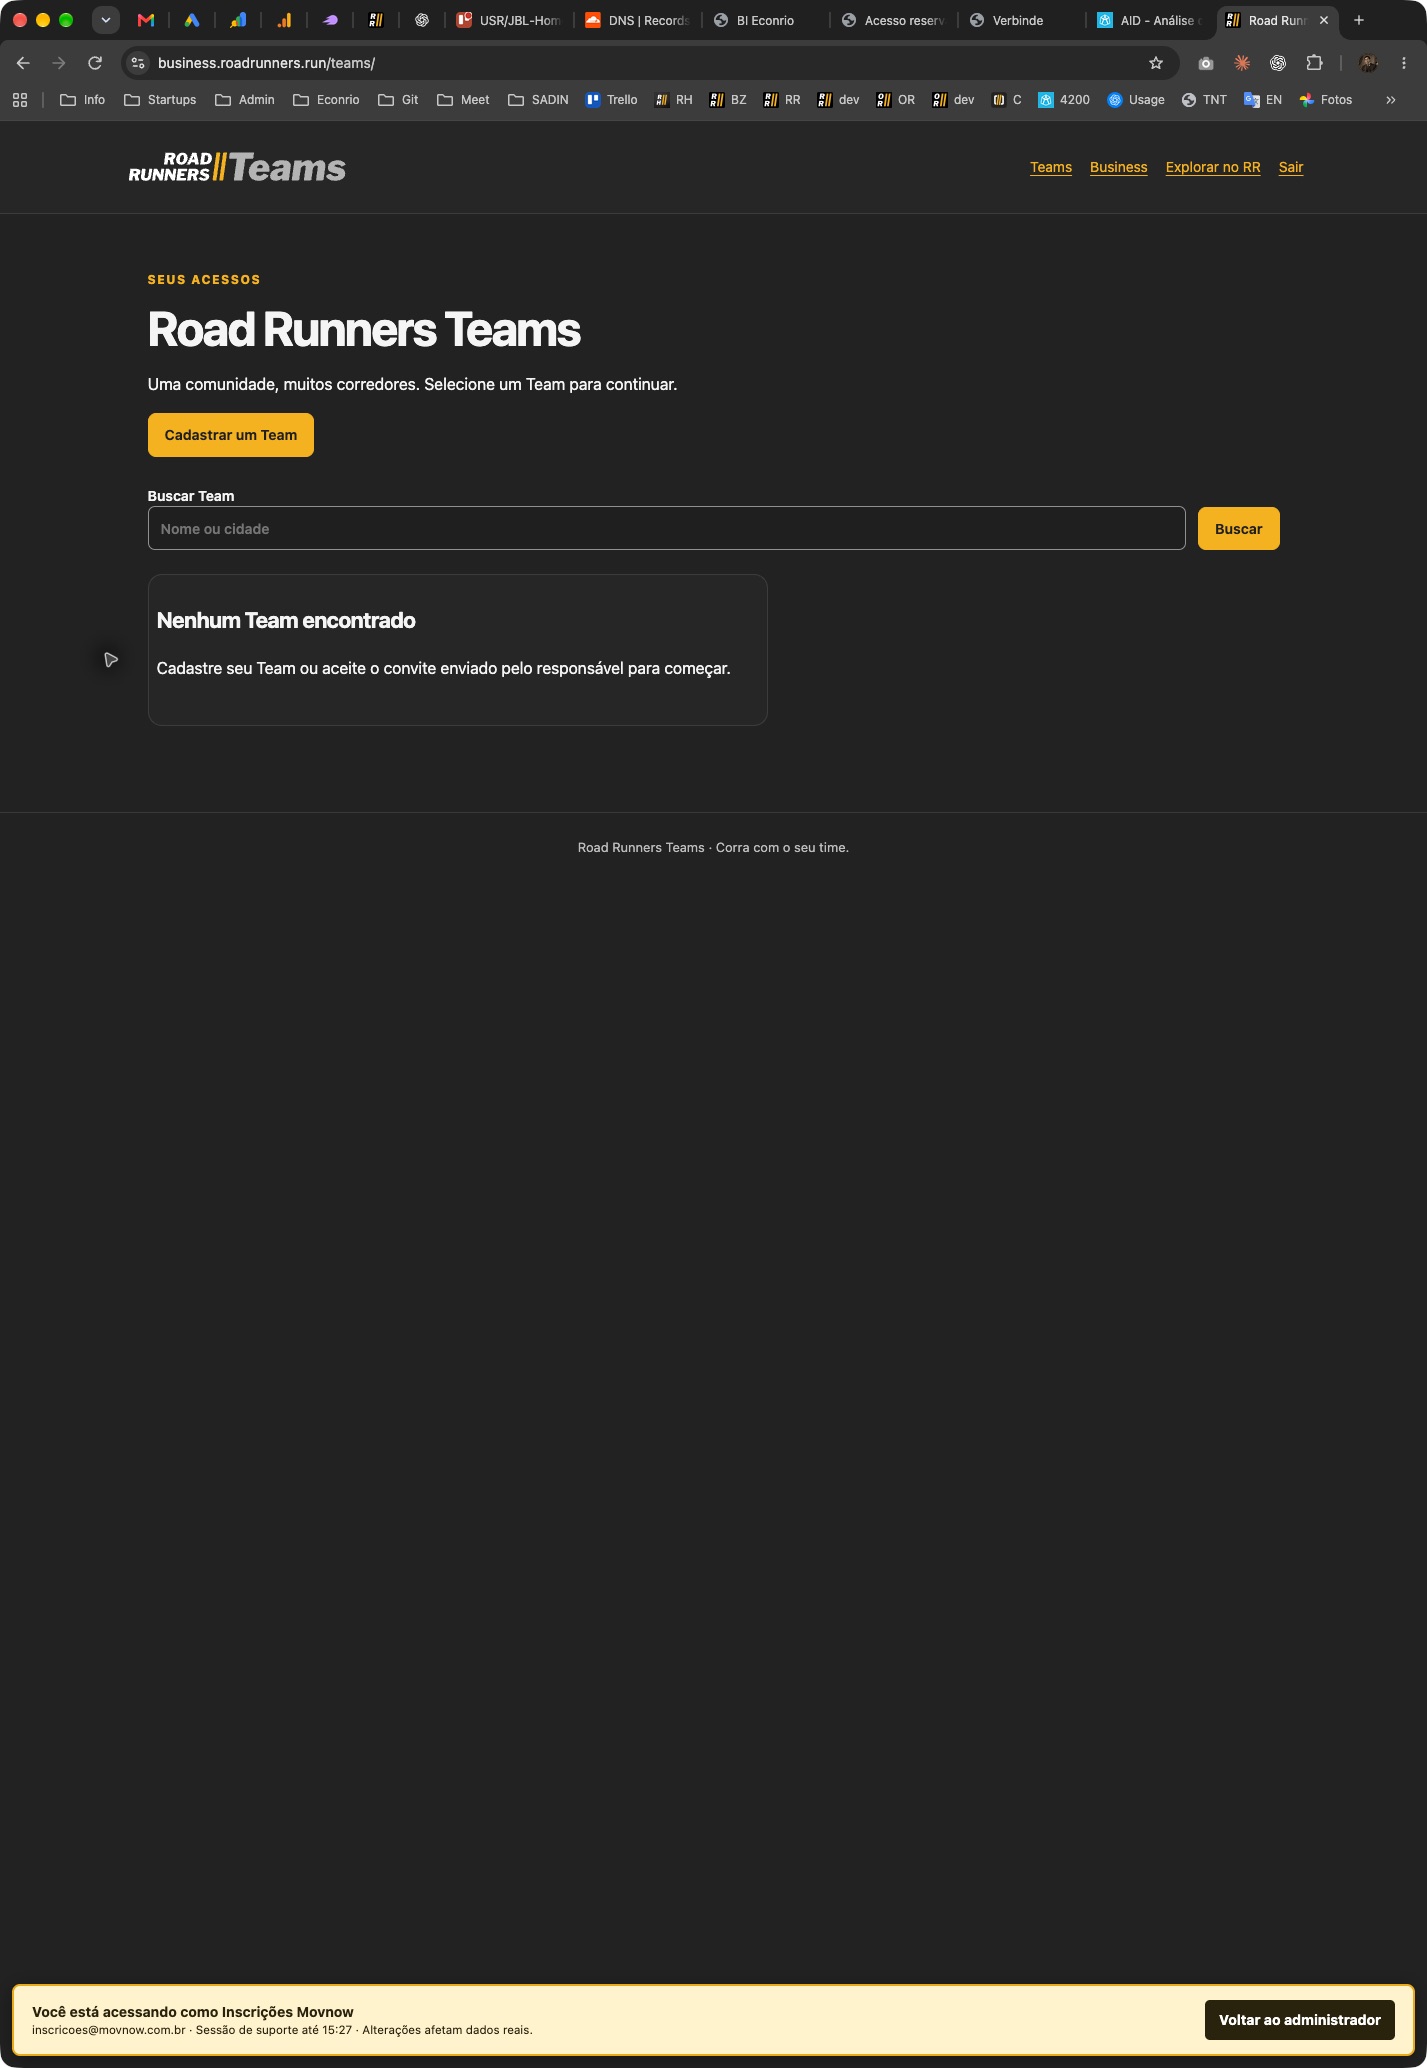 USR/JBL-Hom
DNS | Records
BI Econrio
Acesso reserv
Verbinde
AID - Análise
Road Runn
business.roadrunners.run/teams/
Info
Startups
Admin
Econrio
Git
Meet
SADIN
Trello
RH
BZ
RR
dev
OR
dev
C
4200
Usage
TNT
EN
Fotos
ROAD
RUNNERS
Teams
Teams
Business
Explorar no RR
Sair
SEUS ACESSOS
Road Runners Teams
Uma comunidade, muitos corredores. Selecione um Team para continuar.
Cadastrar um Team
Buscar Team
Nome ou cidade
Buscar
Nenhum Team encontrado
Cadastre seu Team ou aceite o convite enviado pelo responsável para começar.
Road Runners Teams · Corra com o seu time.
Você está acessando como Inscrições Movnow
inscricoes@movnow.com.br · Sessão de suporte até 15:27 · Alterações afetam dados reais.
Voltar ao administrador